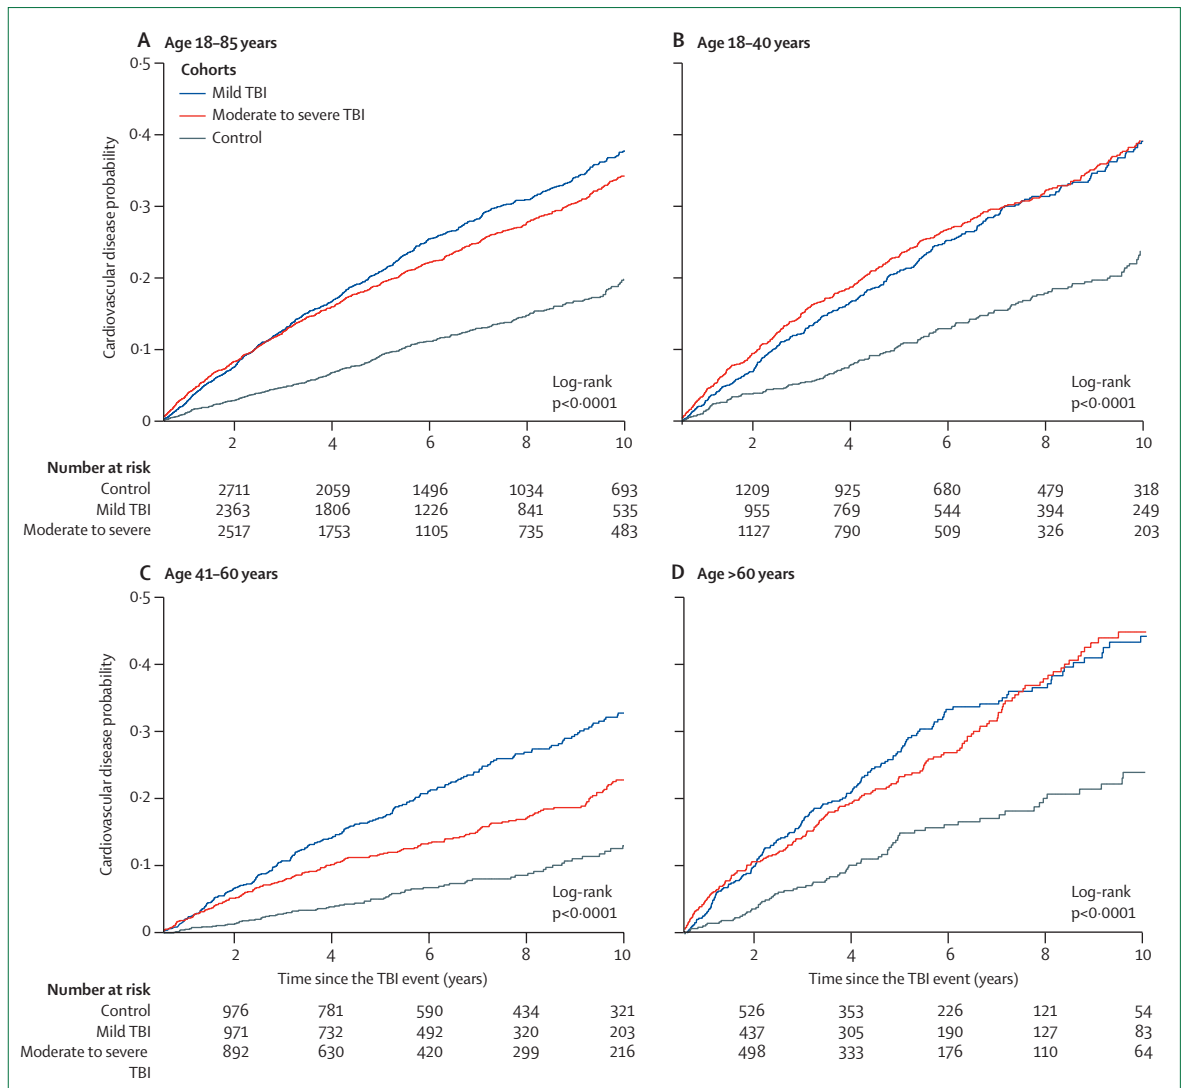 A Age 18–85 years
0·5
Cohorts
Mild TBI
Moderate to severe TBI
Control
0·4
0·3
0·2
0·1
0
Cardiovascular disease probability
Log-rank
p<0·0001
2 4 6 8 10
B Age 18–40 years
Log-rank
p<0·0001
2 4 6 8 10
Number at risk
Control 2711 2059 1496 1034 693 1209 925 680 479 318
Mild TBI 2363 1806 1226 841 535 955 769 544 394 249
Moderate to severe 2517 1753 1105 735 483 1127 790 509 326 203
C Age 41–60 years
0·5
0·4
0·3
0·2
0·1
0
Cardiovascular disease probability
Log-rank
p<0·0001
2 4 6 8 10
Time since the TBI event (years)
D Age >60 years
Log-rank
p<0·0001
2 4 6 8 10
Time since the TBI event (years)
Number at risk
Control 976 781 590 434 321 526 353 226 121 54
Mild TBI 971 732 492 320 203 437 305 190 127 83
Moderate to severe 892 630 420 299 216 498 333 176 110 64
TBI